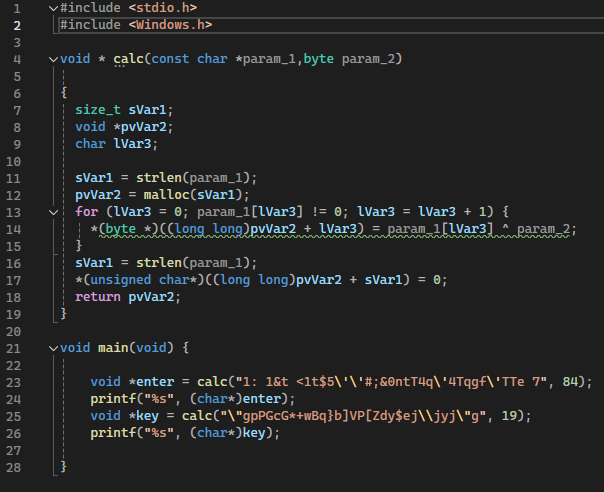 1 #include <stdio.h>
2 #include <Windows.h>
3
4 void * calc(const char *param_1,byte param_2)
5
6 {
7   size_t sVar1;
8   void *pvVar2;
9   char lVar3;
10
11   sVar1 = strlen(param_1);
12   pvVar2 = malloc(sVar1);
13   for (lVar3 = 0; param_1[lVar3] != 0; lVar3 = lVar3 + 1) {
14     *(byte *)((long long)pvVar2 + lVar3) = param_1[lVar3] ^ param_2;
15   }
16   sVar1 = strlen(param_1);
17   *(unsigned char*)((long long)pvVar2 + sVar1) = 0;
18   return pvVar2;
19 }
20
21 void main(void) {
22
23     void *enter = calc("1: 1&t <1t$5\'\'#;&0ntT4q\'4Tqgf\'TTe 7", 84);
24     printf("%s", (char*)enter);
25     void *key = calc("\"gpPGcG*+wBq}b]VP[Zdy$ej\\jyj\"g", 19);
26     printf("%s", (char*)key);
27
28 }